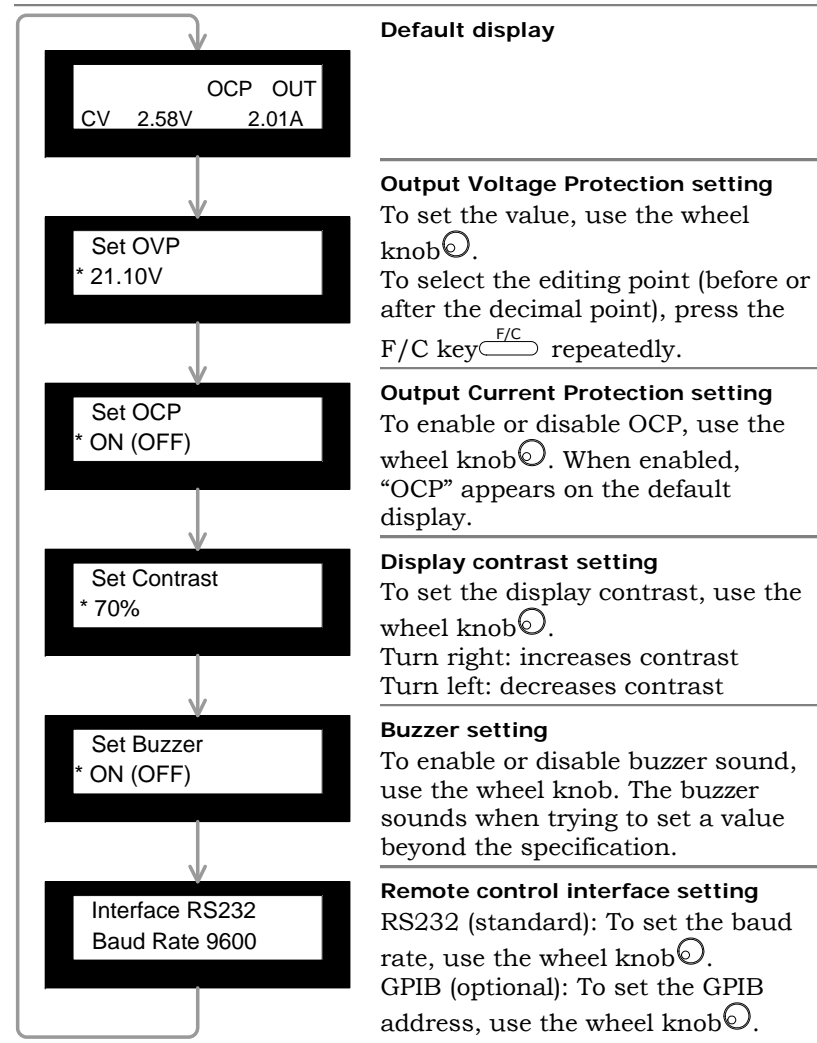 Default display
OCP OUT
CV 2.58V 2.01A
Output Voltage Protection setting
Set OVP
* 21.10V
To set the value, use the wheel
knob.
To select the editing point (before or
after the decimal point), press the
F/C key F/C repeatedly.
Output Current Protection setting
Set OCP
* ON (OFF)
To enable or disable OCP, use the
wheel knob. When enabled,
“OCP” appears on the default
display.
Display contrast setting
Set Contrast
* 70%
To set the display contrast, use the
wheel knob.
Turn right: increases contrast
Turn left: decreases contrast
Buzzer setting
Set Buzzer
* ON (OFF)
To enable or disable buzzer sound,
use the wheel knob. The buzzer
sounds when trying to set a value
beyond the specification.
Remote control interface setting
Interface RS232
Baud Rate 9600
RS232 (standard): To set the baud
rate, use the wheel knob.
GPIB (optional): To set the GPIB
address, use the wheel knob.